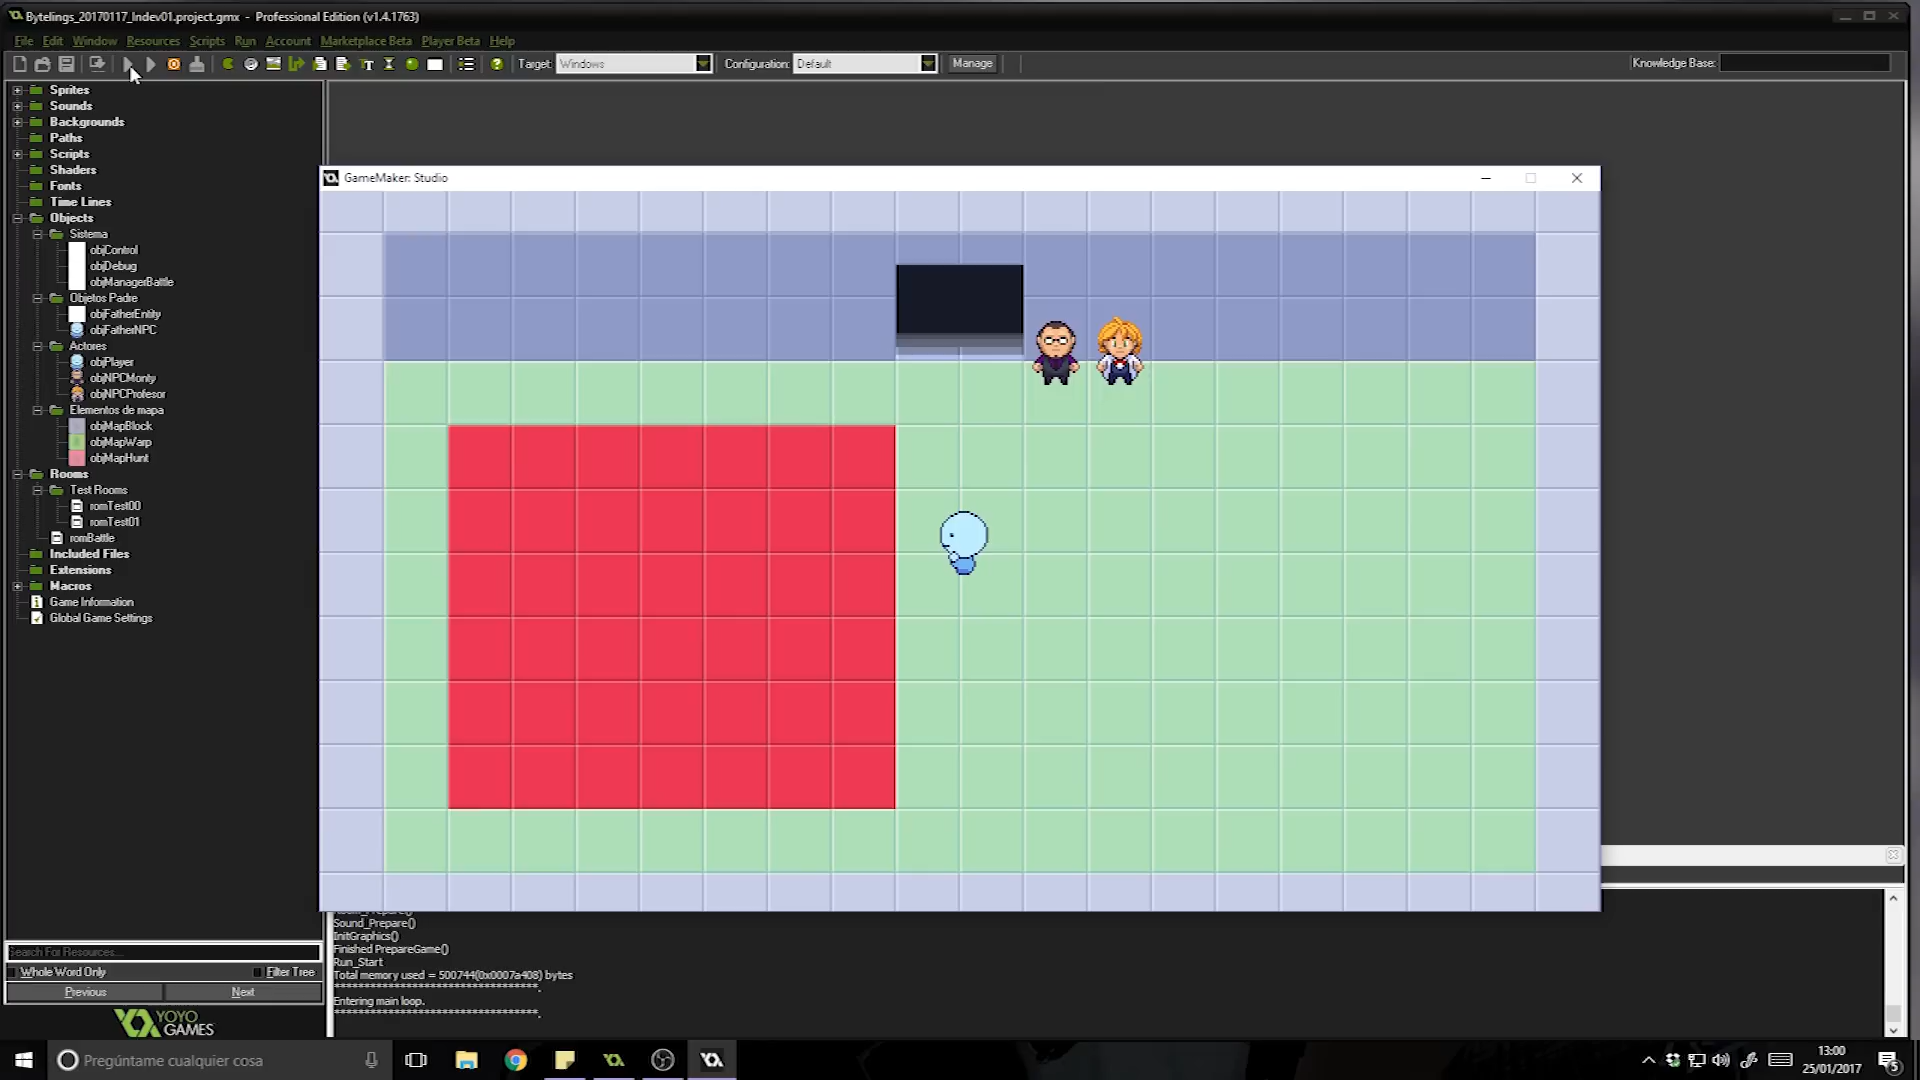 Bytelings_20170117_Indev01.project.gmx - Professional Edition (v1.4.1763)
File Edit Window Resources Scripts Run Account Marketplace Beta Player Beta Help
Target: Windows Configuration: Default Manage Knowledge Base:
Sprites
Sounds
Backgrounds
Paths
Scripts
Shaders
Fonts
Time Lines
Objects
Sistema
objControl
objDebug
objManagerBattle
Objetos Padre
objFatherEntity
objFatherNPC
Actores
objPlayer
objNPCMonty
objNPCProfesor
Elementos de mapa
objMapBlock
objMapWarp
objMapHunt
Rooms
Test Rooms
romTest00
romTest01
romBattle
Included Files
Extensions
Macros
Game Information
Global Game Settings
GameMaker: Studio
Search For Resources...
Whole Word Only Filter Tree
Previous Next
YOYO
GAMES
Sound_Prepare()
InitGraphics()
Finished PrepareGame()
Run_Start
Total memory used = 500744(0x0007a408) bytes
Entering main loop.
Pregúntame cualquier cosa
13:00
25/01/2017
5